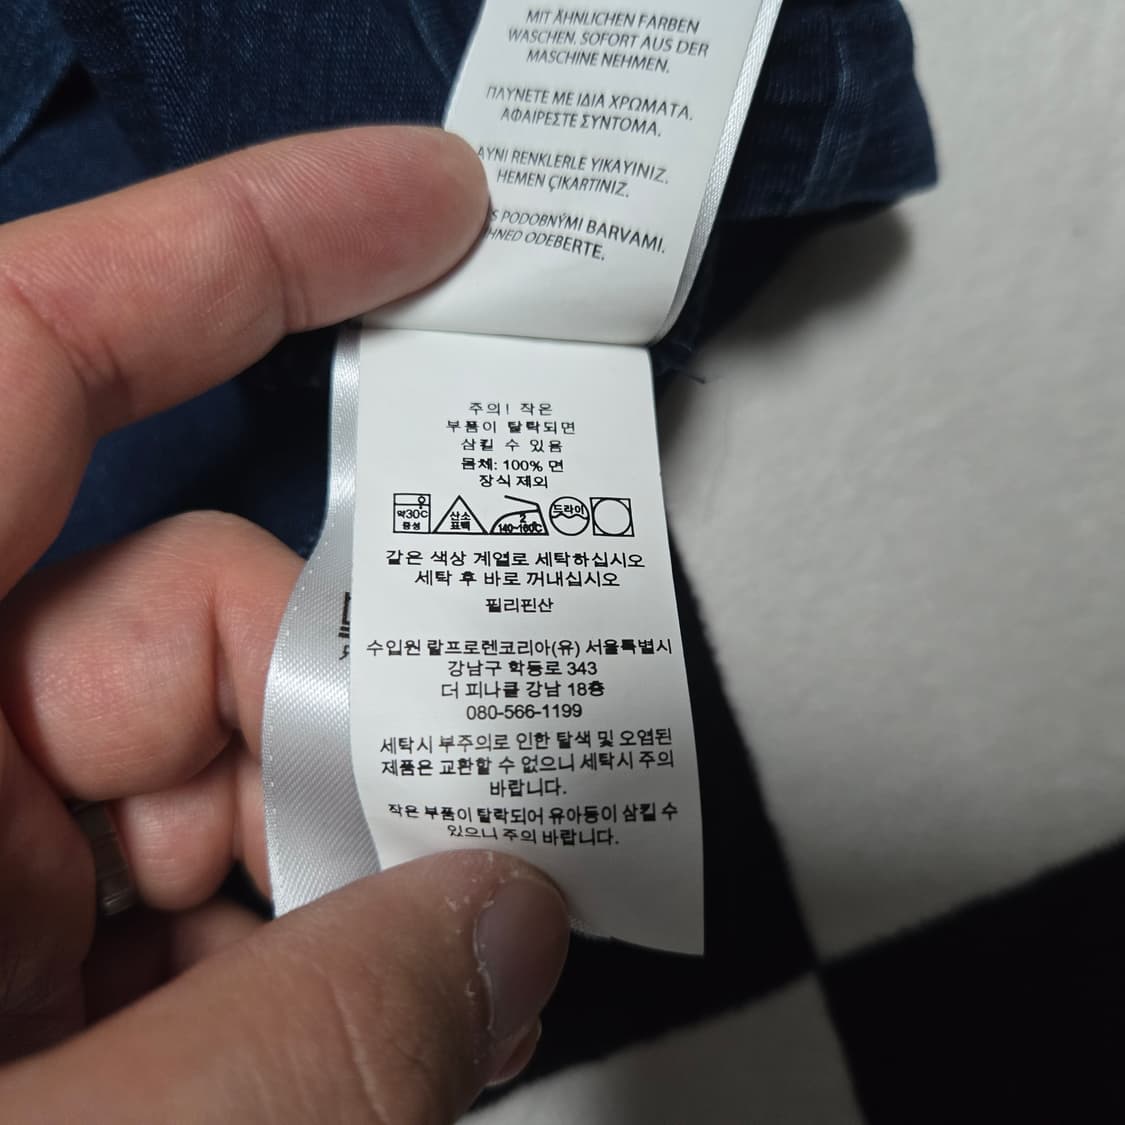 MIT ÄHNLICHEN FARBEN
WASCHEN. SOFORT AUS DER
MASCHINE NEHMEN.
ΠΛΥΝΕΤΕ ΜΕ ΙΔΙΑ ΧΡΩΜΑΤΑ.
ΑΦΑΙΡΕΣΤΕ ΣΥΝΤΟΜΑ.
AYNI RENKLERLE YIKAYINIZ.
HEMEN ÇIKARTINIZ.
S PODOBNÝMI BARVAMI.
ODEBERTE.
주의! 작은
부품이 탈락되면
삼킬 수 있음
몸체: 100% 면
장식 제외
약30℃
중성
산소
표백
2
140~160℃
드라이
같은 색상 계열로 세탁하십시오
세탁 후 바로 꺼내십시오
필리핀산
수입원 랄프로렌코리아(유) 서울특별시
강남구 학동로 343
더 피나클 강남 18층
080-566-1199
세탁시 부주의로 인한 탈색 및 오염된
제품은 교환할 수 없으니 세탁시 주의
바랍니다.
작은 부품이 탈락되어 유아등이 삼킬 수
있으니 주의 바랍니다.